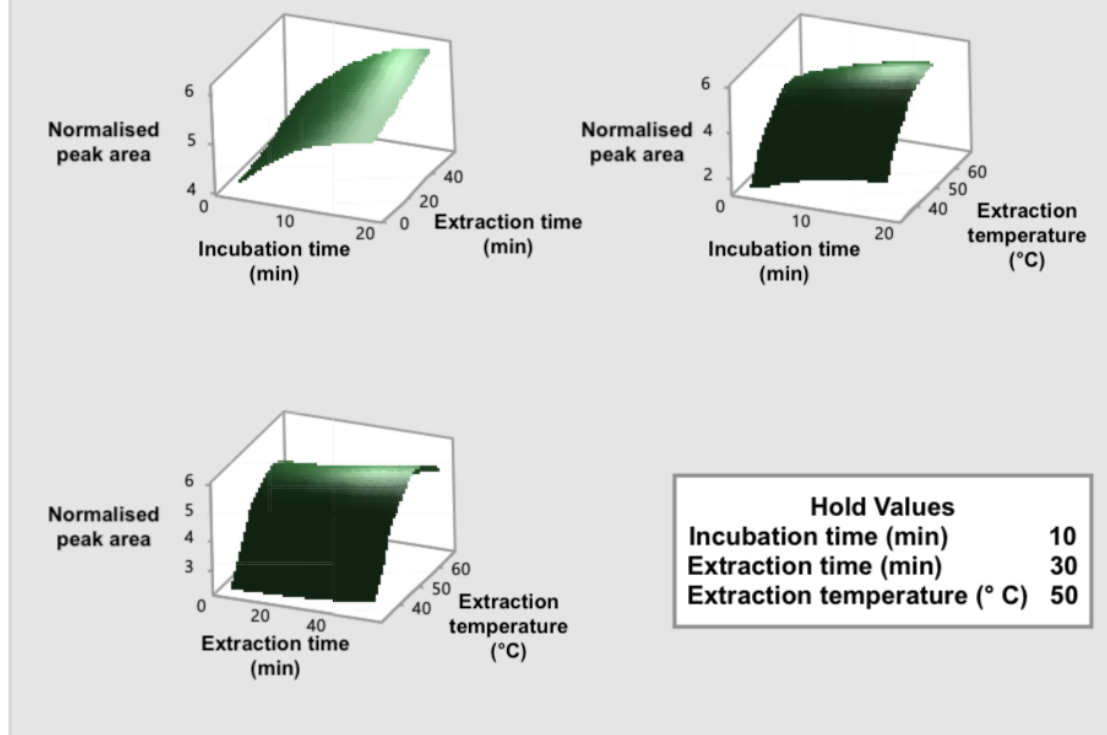 6
5
4
Normalised
peak area
0
10
20
Incubation time
(min)
0
20
40
Extraction time
(min)
6
4
2
Normalised
peak area
0
10
20
Incubation time
(min)
40
50
60
Extraction
temperature
(°C)
6
5
4
3
Normalised
peak area
0
20
40
Extraction time
(min)
40
50
60
Extraction
temperature
(°C)
Hold Values
Incubation time (min) 10
Extraction time (min) 30
Extraction temperature (° C) 50